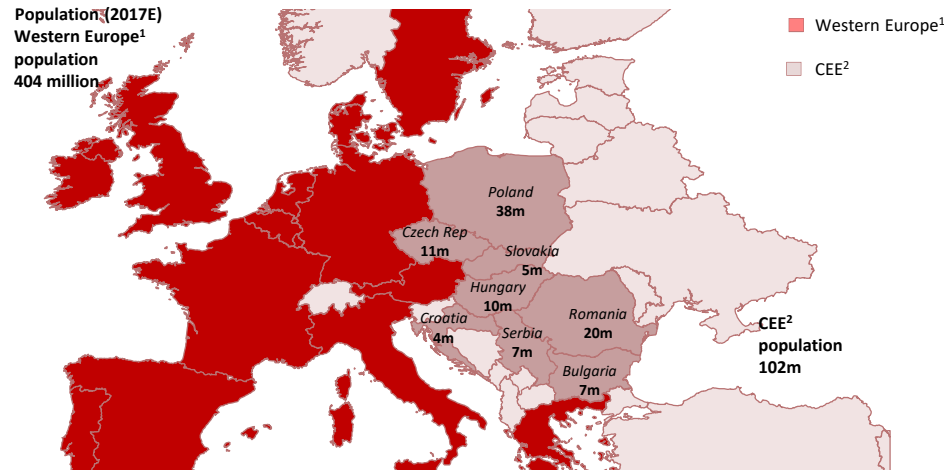 Population (2017E)
Western Europe¹
population
404 million
Western Europe¹
CEE²
Poland
38m
Czech Rep
11m
Slovakia
5m
Hungary
10m
Croatia
4m
Serbia
7m
Romania
20m
Bulgaria
7m
CEE²
population
102m